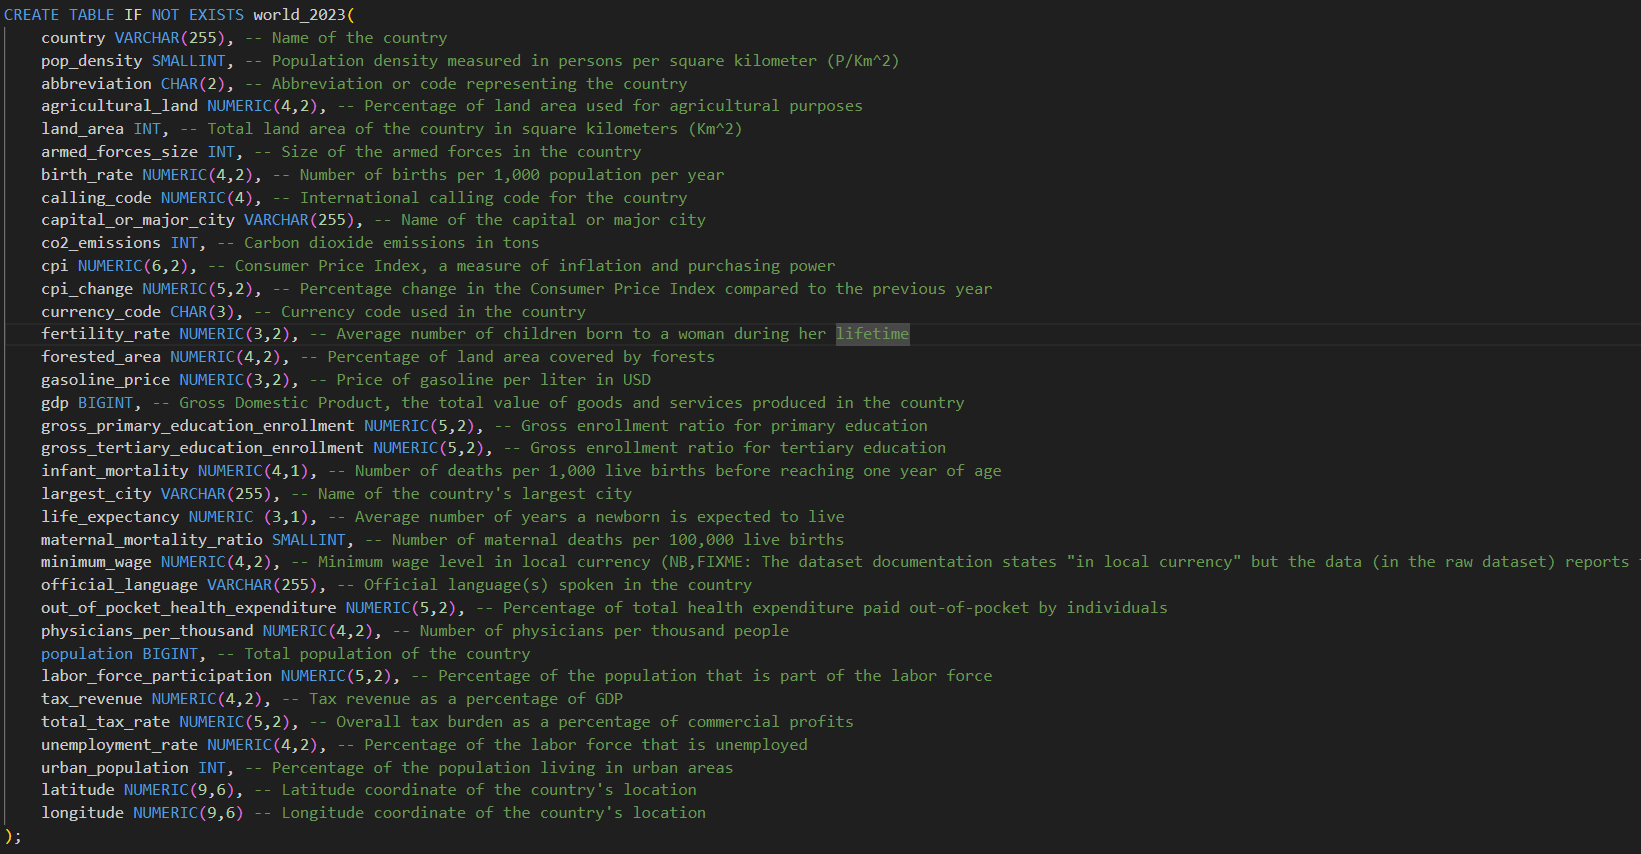 CREATE TABLE IF NOT EXISTS world_2023(
country VARCHAR(255), -- Name of the country
pop_density SMALLINT, -- Population density measured in persons per square kilometer (P/Km^2)
abbreviation CHAR(2), -- Abbreviation or code representing the country
agricultural_land NUMERIC(4,2), -- Percentage of land area used for agricultural purposes
land_area INT, -- Total land area of the country in square kilometers (Km^2)
armed_forces_size INT, -- Size of the armed forces in the country
birth_rate NUMERIC(4,2), -- Number of births per 1,000 population per year
calling_code NUMERIC(4), -- International calling code for the country
capital_or_major_city VARCHAR(255), -- Name of the capital or major city
co2_emissions INT, -- Carbon dioxide emissions in tons
cpi NUMERIC(6,2), -- Consumer Price Index, a measure of inflation and purchasing power
cpi_change NUMERIC(5,2), -- Percentage change in the Consumer Price Index compared to the previous year
currency_code CHAR(3), -- Currency code used in the country
fertility_rate NUMERIC(3,2), -- Average number of children born to a woman during her lifetime
forested_area NUMERIC(4,2), -- Percentage of land area covered by forests
gasoline_price NUMERIC(3,2), -- Price of gasoline per liter in USD
gdp BIGINT, -- Gross Domestic Product, the total value of goods and services produced in the country
gross_primary_education_enrollment NUMERIC(5,2), -- Gross enrollment ratio for primary education
gross_tertiary_education_enrollment NUMERIC(5,2), -- Gross enrollment ratio for tertiary education
infant_mortality NUMERIC(4,1), -- Number of deaths per 1,000 live births before reaching one year of age
largest_city VARCHAR(255), -- Name of the country's largest city
life_expectancy NUMERIC (3,1), -- Average number of years a newborn is expected to live
maternal_mortality_ratio SMALLINT, -- Number of maternal deaths per 100,000 live births
minimum_wage NUMERIC(4,2), -- Minimum wage level in local currency (NB,FIXME: The dataset documentation states "in local currency" but the data (in the raw dataset) reports
official_language VARCHAR(255), -- Official language(s) spoken in the country
out_of_pocket_health_expenditure NUMERIC(5,2), -- Percentage of total health expenditure paid out-of-pocket by individuals
physicians_per_thousand NUMERIC(4,2), -- Number of physicians per thousand people
population BIGINT, -- Total population of the country
labor_force_participation NUMERIC(5,2), -- Percentage of the population that is part of the labor force
tax_revenue NUMERIC(4,2), -- Tax revenue as a percentage of GDP
total_tax_rate NUMERIC(5,2), -- Overall tax burden as a percentage of commercial profits
unemployment_rate NUMERIC(4,2), -- Percentage of the labor force that is unemployed
urban_population INT, -- Percentage of the population living in urban areas
latitude NUMERIC(9,6), -- Latitude coordinate of the country's location
longitude NUMERIC(9,6) -- Longitude coordinate of the country's location
);